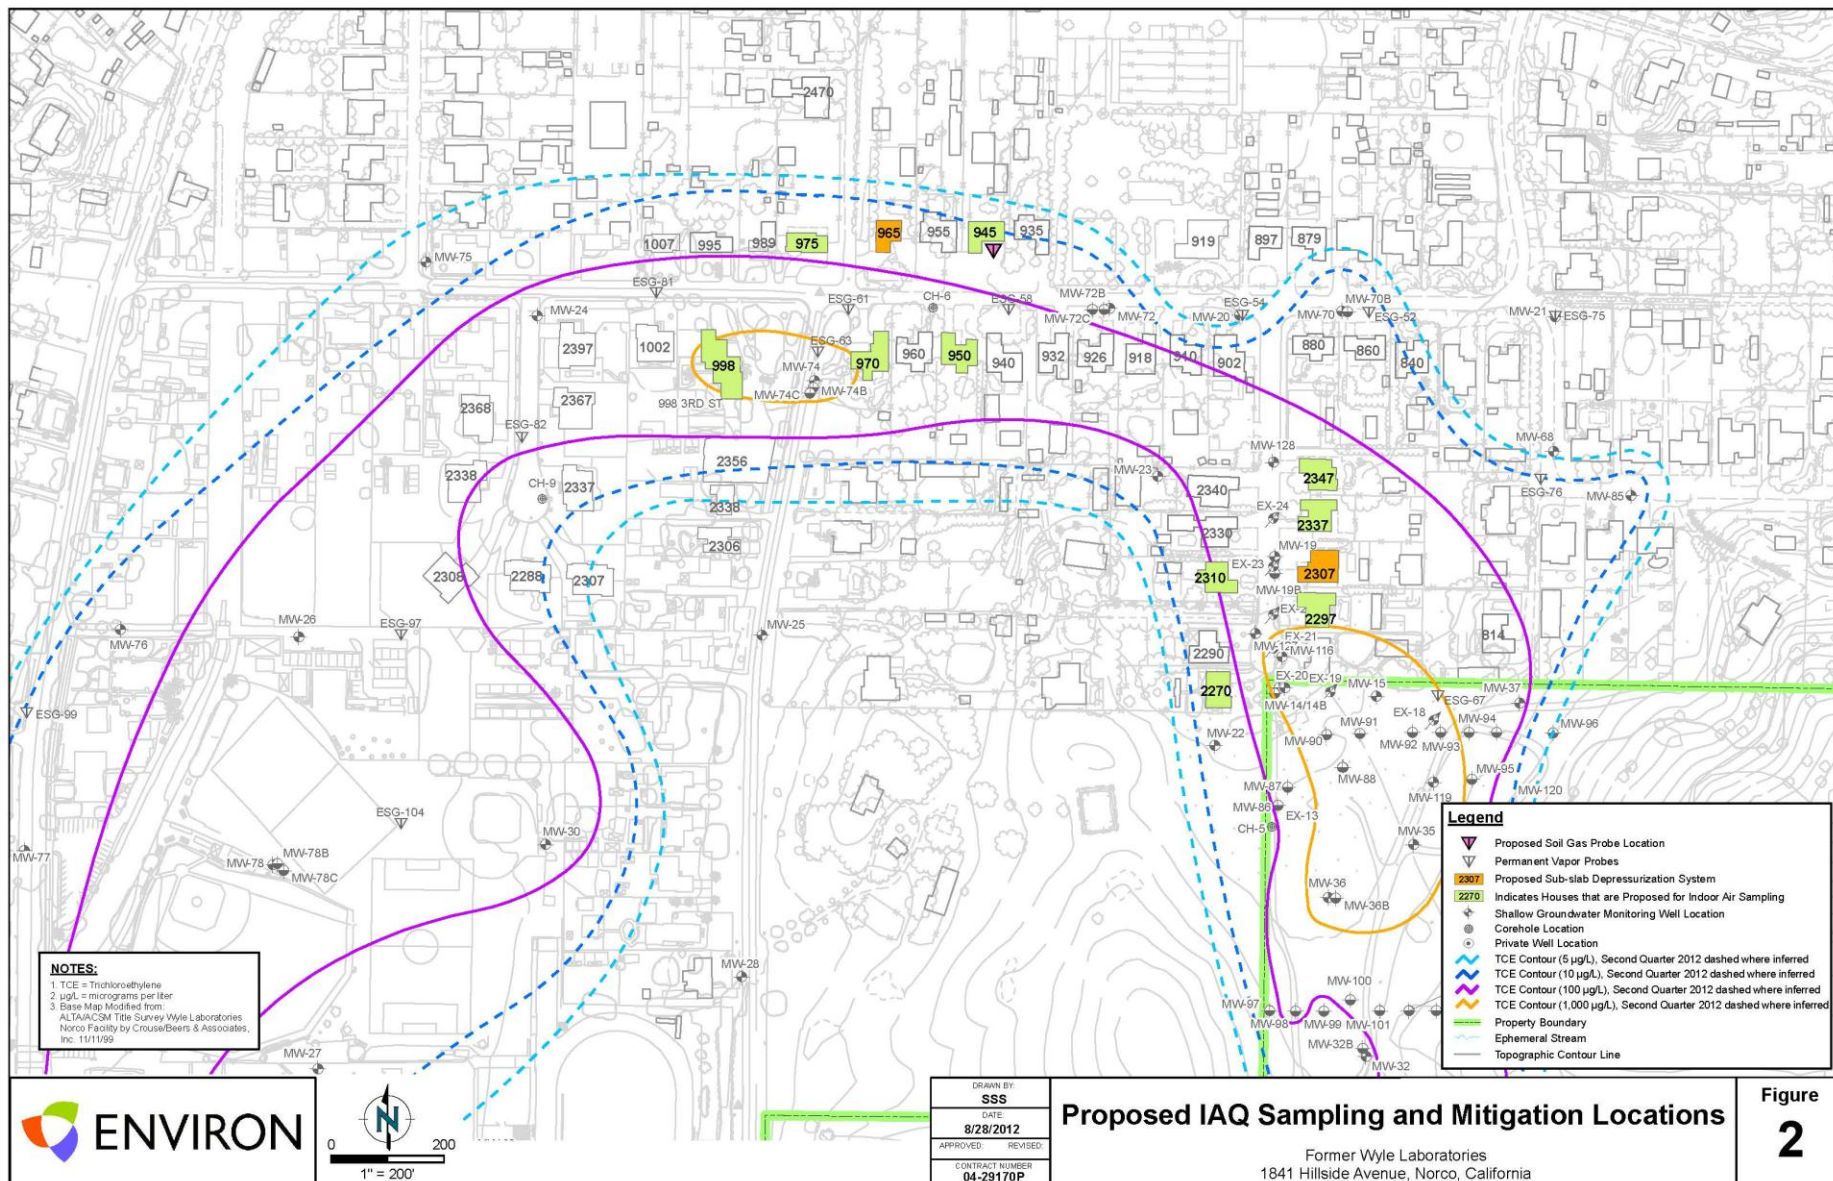 2470
1007
995
989
975
965
955
945
935
919
897
879
MW-75
ESG-81
MW-24
ESG-61
CH-6
ESG-58
MW-72B
MW-72C
MW-72
ESG-54
MW-20
MW-70B
MW-70
ESG-52
MW-21
ESG-75
2397
1002
998
ESG-63
MW-74
MW-74C
MW-74B
970
960
950
940
932
926
918
910
902
880
860
840
998 3RD ST
2368
2367
ESG-82
2338
CH-9
2337
2356
2338
2306
MW-23
MW-128
2340
2347
EX-24
2337
2330
MW-19
EX-23
2307
MW-19B
2310
2297
MW-68
ESG-76
MW-85
2308
2288
2307
MW-76
MW-26
ESG-97
MW-25
EX-21
MW-116
2290
814
2270
EX-20
EX-19
MW-15
MW-14/14B
ESG-67
MW-37
EX-18
MW-94
MW-96
MW-22
MW-90
MW-91
MW-92
MW-93
ESG-99
MW-88
MW-95
MW-87
MW-119
MW-120
MW-86
EX-13
CH-5
MW-35
ESG-104
MW-30
MW-77
MW-78
MW-78B
MW-78C
MW-36
MW-36B
MW-28
MW-100
MW-97
MW-98
MW-99
MW-101
MW-32B
MW-32
MW-27
Legend
Proposed Soil Gas Probe Location
Permanent Vapor Probes
2307 Proposed Sub-slab Depressurization System
2270 Indicates Houses that are Proposed for Indoor Air Sampling
Shallow Groundwater Monitoring Well Location
Corehole Location
Private Well Location
TCE Contour (5 µg/L), Second Quarter 2012 dashed where inferred
TCE Contour (10 µg/L), Second Quarter 2012 dashed where inferred
TCE Contour (100 µg/L), Second Quarter 2012 dashed where inferred
TCE Contour (1,000 µg/L), Second Quarter 2012 dashed where inferred
Property Boundary
Ephemeral Stream
Topographic Contour Line
NOTES:
1. TCE = Trichloroethylene
2. µg/L = micrograms per liter
3. Base Map Modified from:
ALTA/ACSM Title Survey Wyle Laboratories
Norco Facility by Crouse/Beers & Associates,
Inc. 11/11/99
ENVIRON
N
0 200
1" = 200'
DRAWN BY:
SSS
DATE:
8/28/2012
APPROVED: REVISED:
CONTRACT NUMBER
04-29170P
Proposed IAQ Sampling and Mitigation Locations
Former Wyle Laboratories
1841 Hillside Avenue, Norco, California
Figure
2